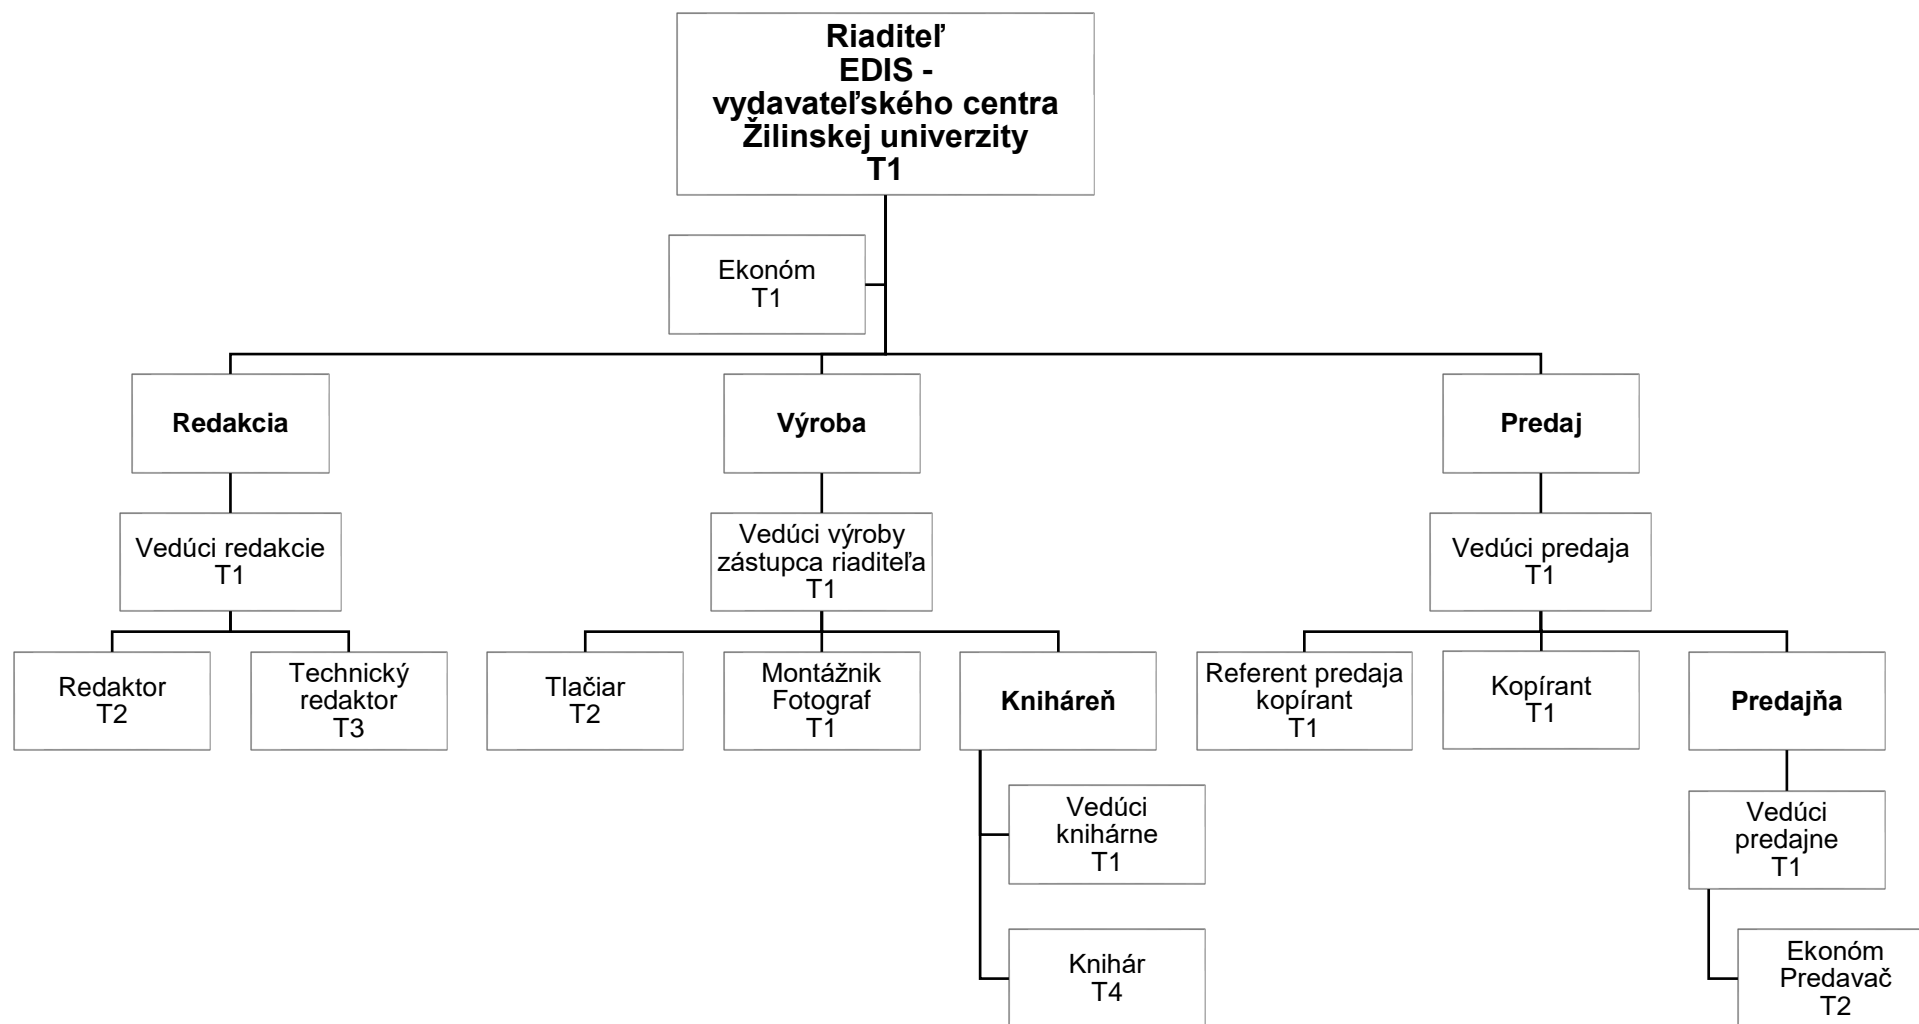 Riaditeľ
EDIS -
vydavateľského centra
Žilinskej univerzity
T1
Ekonóm
T1
Redakcia
Výroba
Predaj
Vedúci redakcie
T1
Vedúci výroby
zástupca riaditeľa
T1
Vedúci predaja
T1
Redaktor
T2
Technický
redaktor
T3
Tlačiar
T2
Montážnik
Fotograf
T1
Kniháreň
Referent predaja
kopírant
T1
Kopírant
T1
Predajňa
Vedúci
knihárne
T1
Vedúci
predajne
T1
Knihár
T4
Ekonóm
Predavač
T2